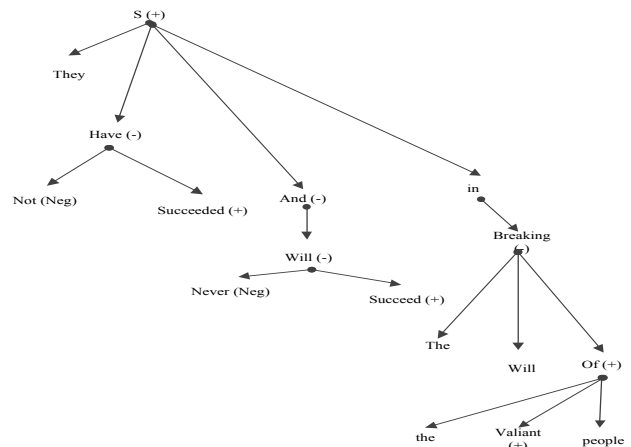 S (+)
They
Have (-)
Not (Neg)
Succeeded (+)
And (-)
Will (-)
Never (Neg)
Succeed (+)
in
Breaking
(-)
The
Will
Of (+)
the
Valiant
(+)
people